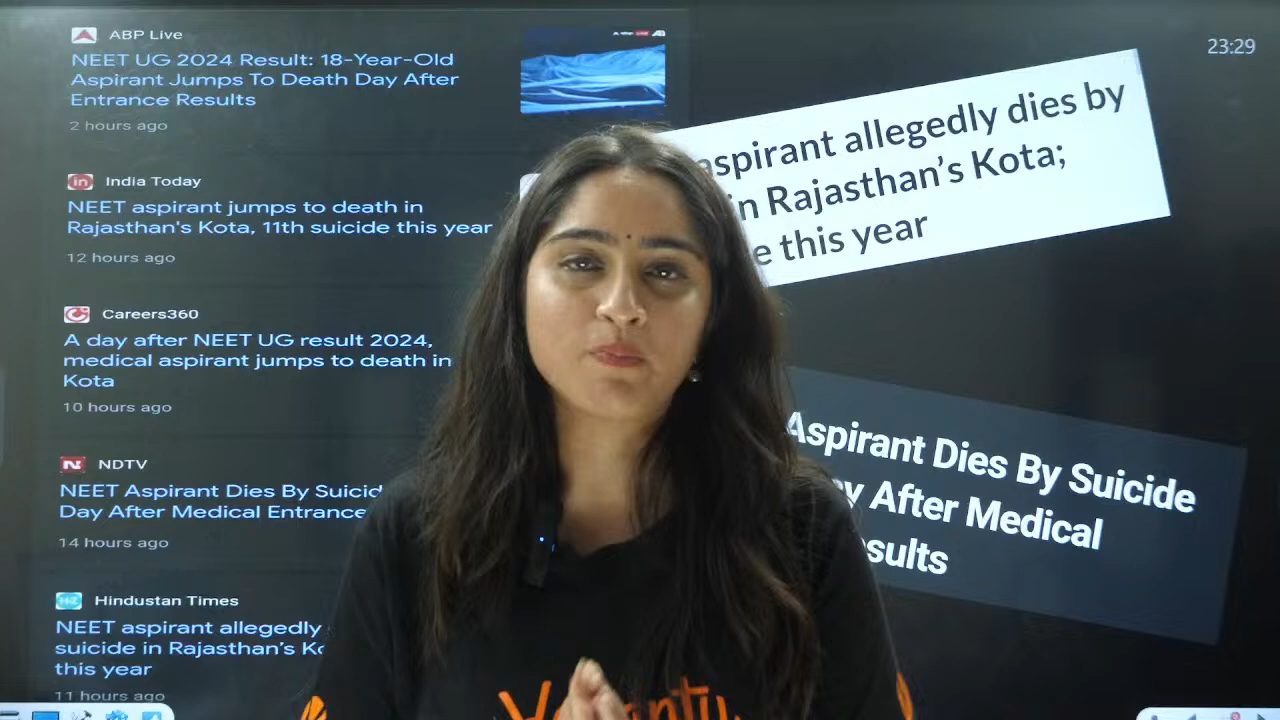 23:29
ABP Live
NEET UG 2024 Result: 18-Year-Old
Aspirant Jumps To Death Day After
Entrance Results
2 hours ago
India Today
NEET aspirant jumps to death in
Rajasthan's Kota, 11th suicide this year
12 hours ago
Careers360
A day after NEET UG result 2024,
medical aspirant jumps to death in
Kota
10 hours ago
NDTV
NEET Aspirant Dies By Suicid
Day After Medical Entrance
14 hours ago
Hindustan Times
NEET aspirant allegedly
suicide in Rajasthan's Ko
this year
11 hours ago
aspirant allegedly dies by
in Rajasthan's Kota;
e this year
Aspirant Dies By Suicide
ay After Medical
sults